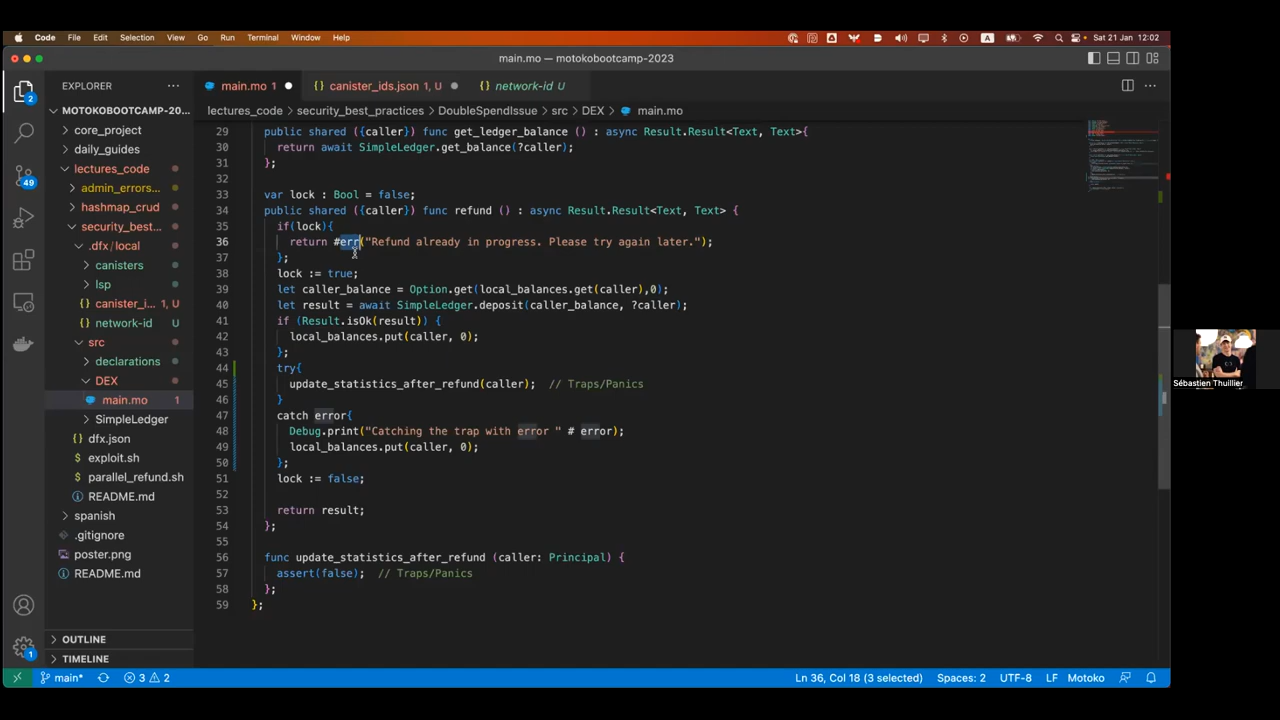 Code File Edit Selection View Go Run Terminal Window Help
A
Sat 21 Jan 12:02
main.mo — motokobootcamp-2023
EXPLORER
main.mo 1
canister_ids.json 1, U
network-id U
lectures_code > security_best_practices > DoubleSpendIssue > src > DEX > main.mo
2
49
1
MOTOKOBOOTCAMP-20...
core_project
daily_guides
lectures_code
admin_errors...
hashmap_crud
security_best...
.dfx/local
canisters
lsp
canister_i... 1, U
network-id U
src
declarations
DEX
main.mo 1
SimpleLedger
dfx.json
exploit.sh
parallel_refund.sh
README.md
spanish
.gitignore
poster.png
README.md
OUTLINE
TIMELINE
29 public shared ({caller}) func get_ledger_balance () : async Result.Result<Text, Text>{
30 return await SimpleLedger.get_balance(?caller);
31 };
32
33 var lock : Bool = false;
34 public shared ({caller}) func refund () : async Result.Result<Text, Text> {
35 if(lock){
36 return #err("Refund already in progress. Please try again later.");
37 };
38 lock := true;
39 let caller_balance = Option.get(local_balances.get(caller),0);
40 let result = await SimpleLedger.deposit(caller_balance, ?caller);
41 if (Result.isOk(result)) {
42 local_balances.put(caller, 0);
43 };
44 try{
45 update_statistics_after_refund(caller); // Traps/Panics
46 }
47 catch error{
48 Debug.print("Catching the trap with error " # error);
49 local_balances.put(caller, 0);
50 };
51 lock := false;
52
53 return result;
54 };
55
56 func update_statistics_after_refund (caller: Principal) {
57 assert(false); // Traps/Panics
58 };
59 };
Sébastien Thuillier
main* 3 2 Ln 36, Col 18 (3 selected) Spaces: 2 UTF-8 LF Motoko